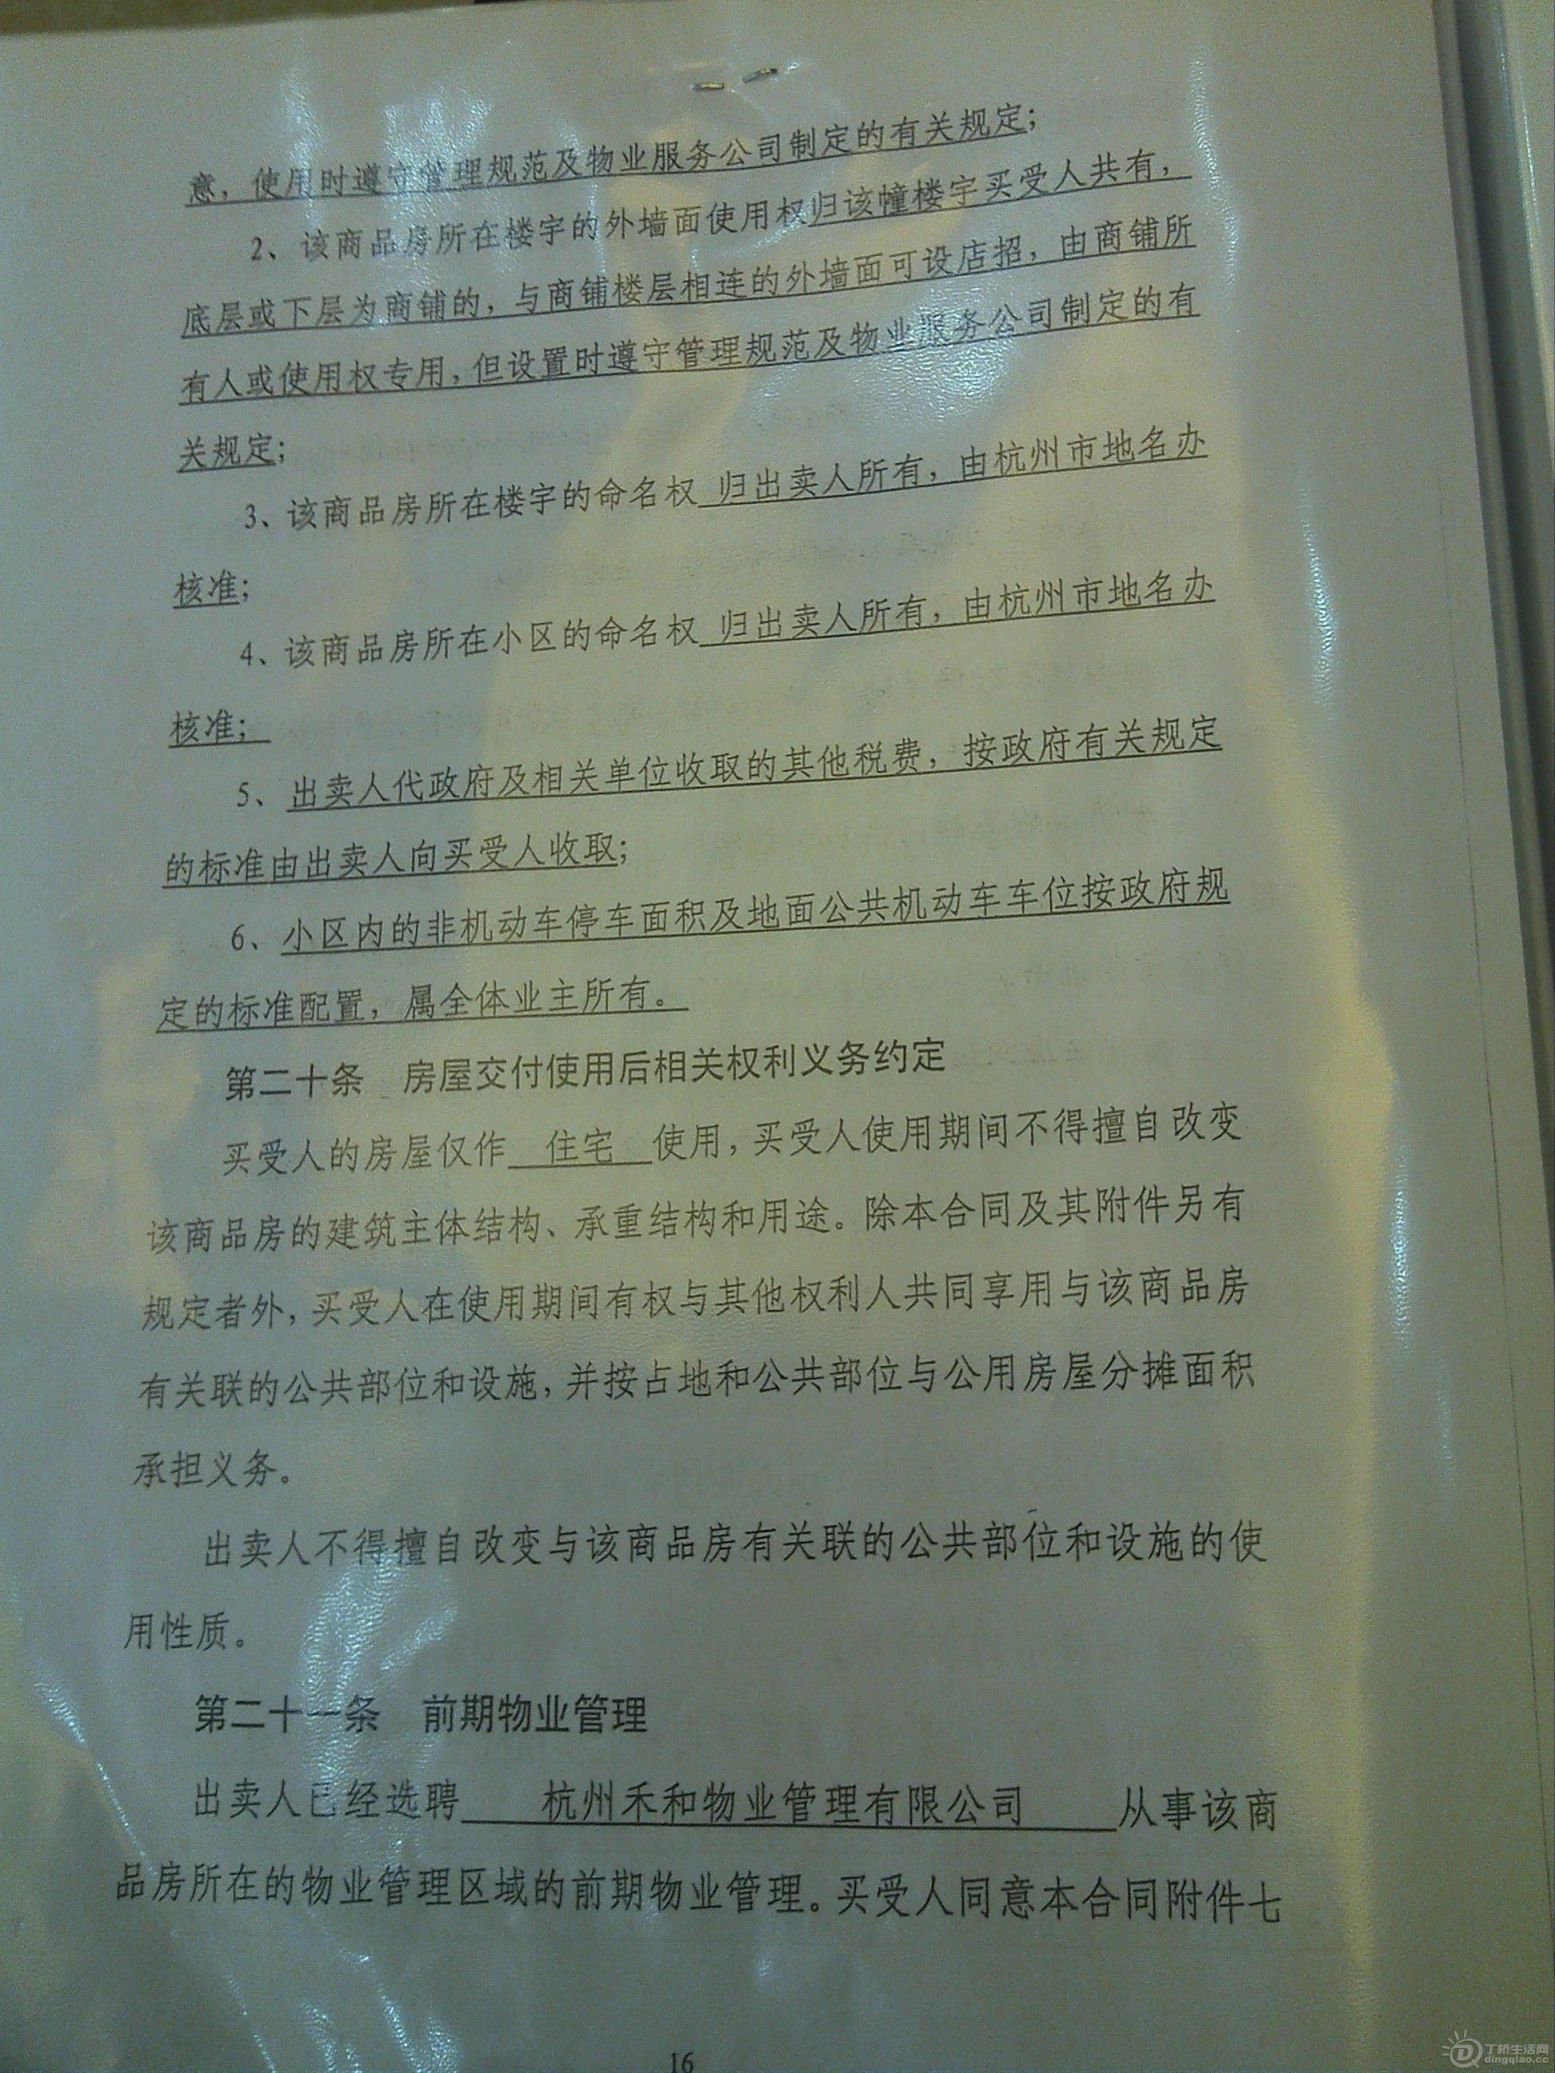 意，使用时遵守管理规范及物业服务公司制定的有关规定；
2、该商品房所在楼宇的外墙面使用权归该幢楼宇买受人共有，
底层或下层为商铺的，与商铺楼层相连的外墙面可设店招，由商铺所
有人或使用权专用，但设置时遵守管理规范及物业服务公司制定的有
关规定；
3、该商品房所在楼宇的命名权 归出卖人所有，由杭州市地名办
核准；
4、该商品房所在小区的命名权 归出卖人所有，由杭州市地名办
核准；
5、出卖人代政府及相关单位收取的其他税费，按政府有关规定
的标准由出卖人向买受人收取；
6、小区内的非机动车停车面积及地面公共机动车车位按政府规
定的标准配置，属全体业主所有。
第二十条 房屋交付使用后相关权利义务约定
买受人的房屋仅作 住宅 使用，买受人使用期间不得擅自改变
该商品房的建筑主体结构、承重结构和用途。除本合同及其附件另有
规定者外，买受人在使用期间有权与其他权利人共同享用与该商品房
有关联的公共部位和设施，并按占地和公共部位与公用房屋分摊面积
承担义务。
出卖人不得擅自改变与该商品房有关联的公共部位和设施的使
用性质。
第二十一条 前期物业管理
出卖人已经选聘 杭州禾和物业管理有限公司 从事该商
品房所在的物业管理区域的前期物业管理。买受人同意本合同附件七
16
丁桥生活网
dingqiao.cc